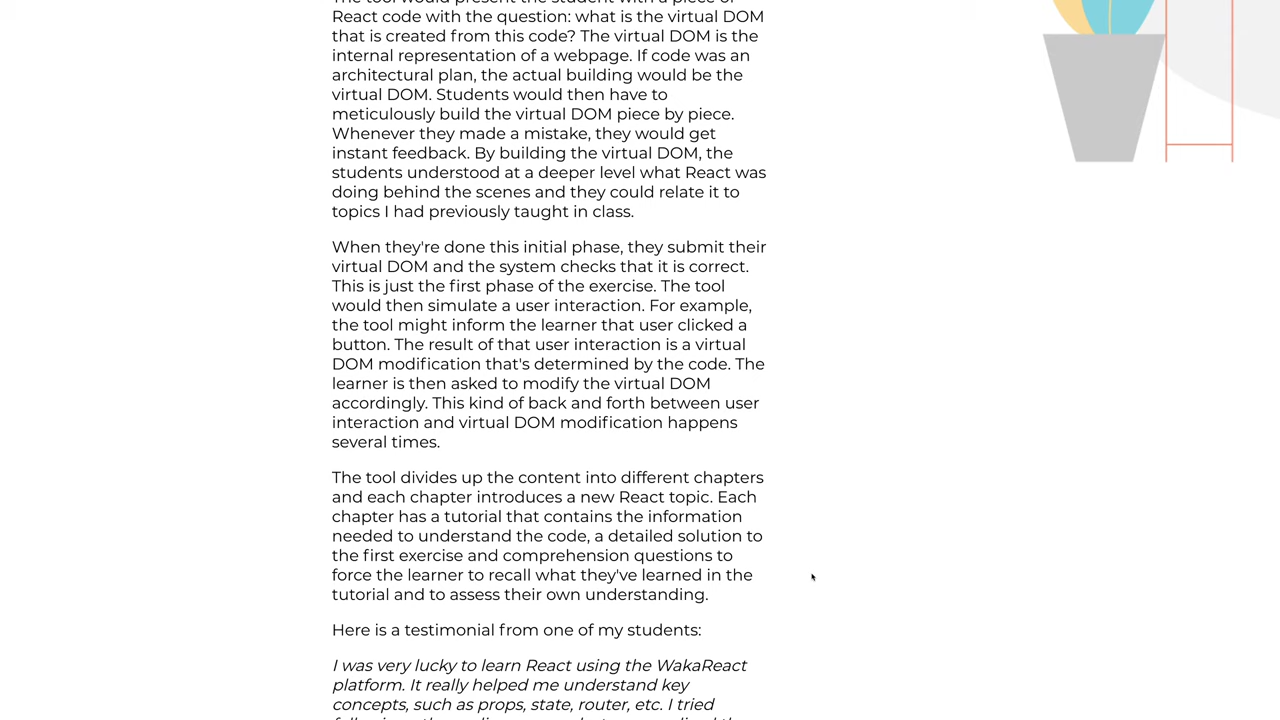 The tool would present the student with a piece of
React code with the question: what is the virtual DOM
that is created from this code? The virtual DOM is the
internal representation of a webpage. If code was an
architectural plan, the actual building would be the
virtual DOM. Students would then have to
meticulously build the virtual DOM piece by piece.
Whenever they made a mistake, they would get
instant feedback. By building the virtual DOM, the
students understood at a deeper level what React was
doing behind the scenes and they could relate it to
topics I had previously taught in class.
When they're done this initial phase, they submit their
virtual DOM and the system checks that it is correct.
This is just the first phase of the exercise. The tool
would then simulate a user interaction. For example,
the tool might inform the learner that user clicked a
button. The result of that user interaction is a virtual
DOM modification that's determined by the code. The
learner is then asked to modify the virtual DOM
accordingly. This kind of back and forth between user
interaction and virtual DOM modification happens
several times.
The tool divides up the content into different chapters
and each chapter introduces a new React topic. Each
chapter has a tutorial that contains the information
needed to understand the code, a detailed solution to
the first exercise and comprehension questions to
force the learner to recall what they've learned in the
tutorial and to assess their own understanding.
Here is a testimonial from one of my students:
I was very lucky to learn React using the WakaReact
platform. It really helped me understand key
concepts, such as props, state, router, etc. I tried